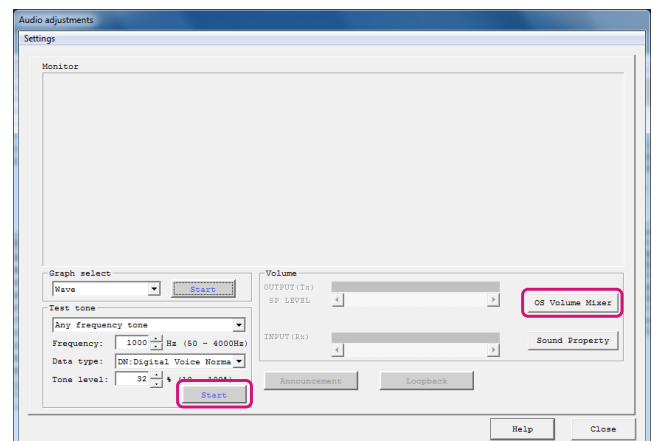 Audio adjustments
Settings
Monitor
Graph select
Wave
Start
Test tone
Any frequency tone
Frequency: 1000 Hz (50 - 4000Hz)
Data type: DN:Digital Voice Norma
Tone level: 32 % (10 - 100%)
Start
Volume
OUTPUT(Tx)
SP LEVEL
INPUT(Rx)
OS Volume Mixer
Sound Property
Announcement
Loopback
Help
Close